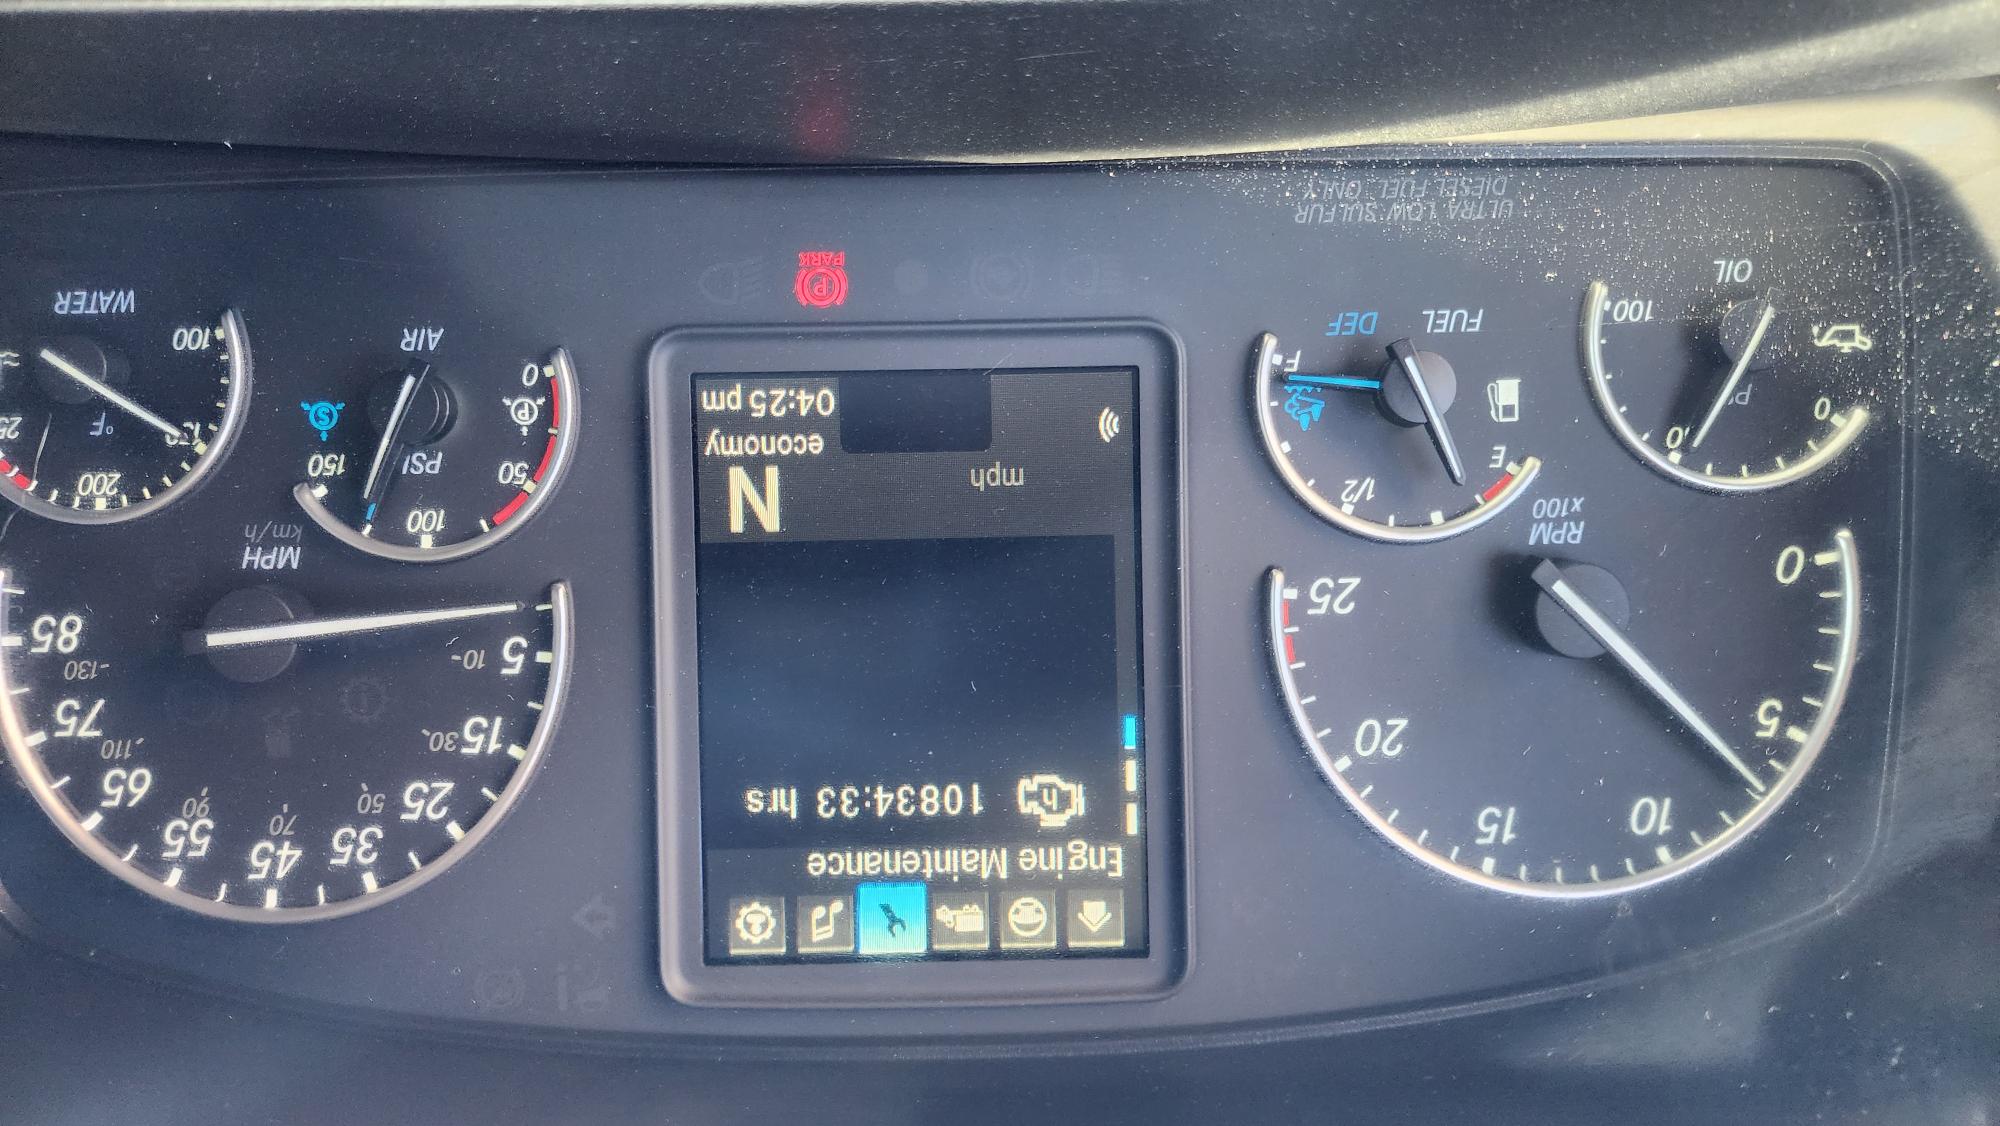 Engine Maintenance
10834:33 hrs
mph
N
economy
04:25 pm
0
5
10
15
20
25
RPM
x100
0
50
100
P.
OIL
E
1/2
F
FUEL
DEF
ULTRA LOW SULFUR
DIESEL FUEL ONLY
PARK
P
5
15
25
35
45
55
65
75
85
10
30
50
70
90
110
130
MPH
km/h
0
50
100
150
PSI
AIR
P
S
100
150
200
25
°F
WATER